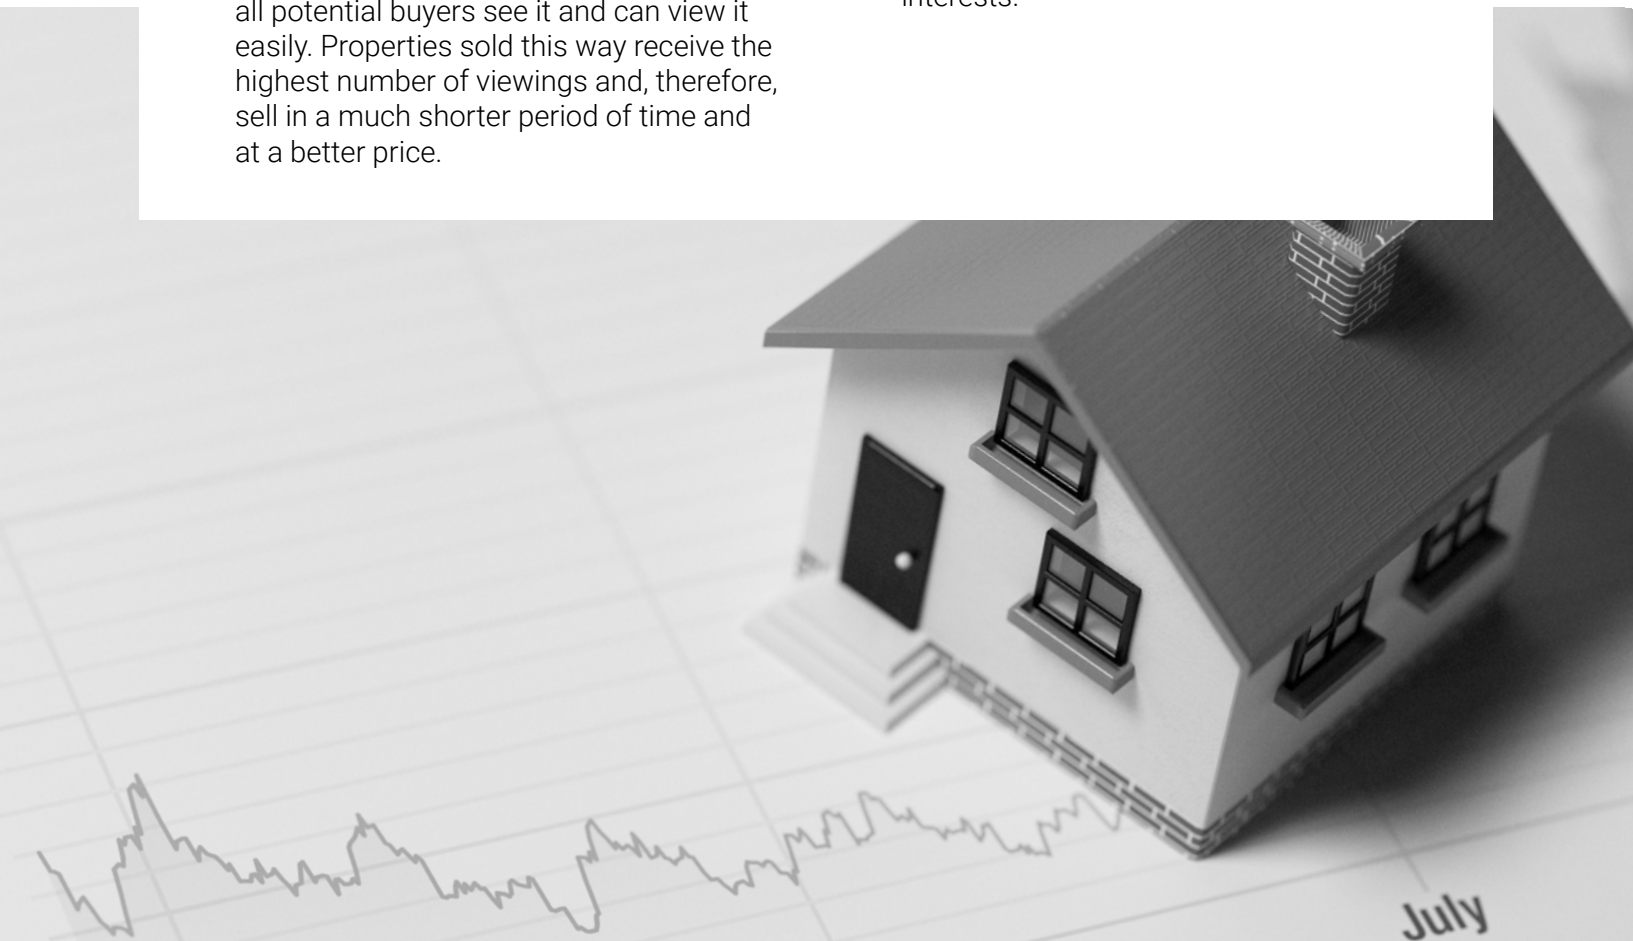 all potential buyers see it and can view it
easily. Properties sold this way receive the
highest number of viewings and, therefore,
sell in a much shorter period of time and
at a better price.
interests.
July